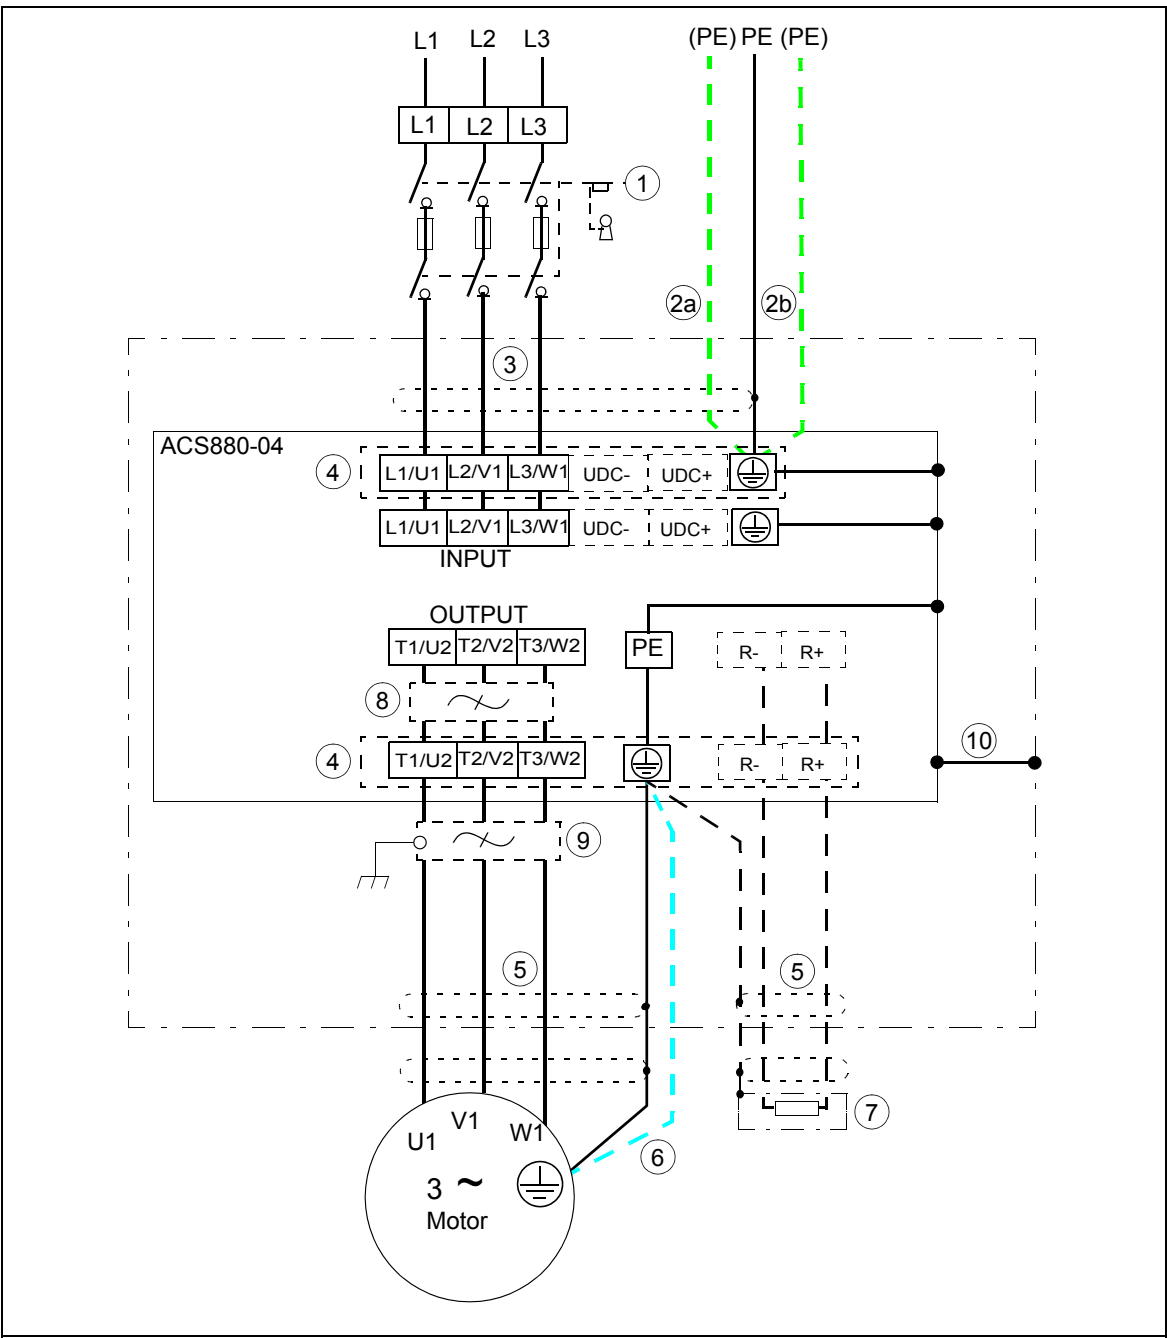 L1 L2 L3 (PE) PE (PE)
L1 L2 L3
1
2a 2b
3
ACS880-04
4 L1/U1 L2/V1 L3/W1 UDC- UDC+
L1/U1 L2/V1 L3/W1 UDC- UDC+
INPUT
OUTPUT
T1/U2 T2/V2 T3/W2 PE R- R+
8
10
4 T1/U2 T2/V2 T3/W2 R- R+
9
5 5
7
V1
U1 W1
6
3 ~
Motor